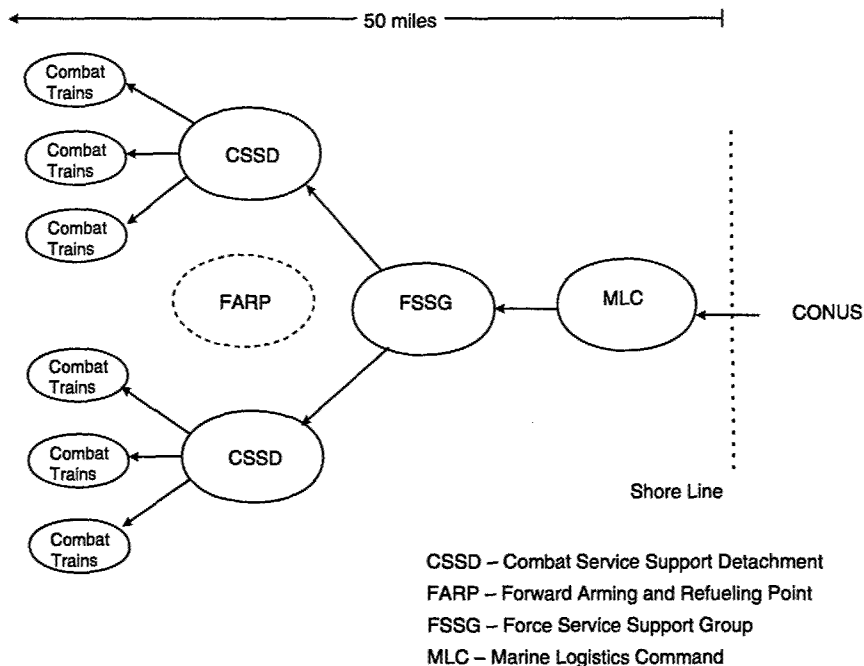 50 miles
Combat
Trains
Combat
Trains
Combat
Trains
CSSD
FARP
FSSG
MLC
CONUS
Combat
Trains
Combat
Trains
Combat
Trains
CSSD
Shore Line
CSSD – Combat Service Support Detachment
FARP – Forward Arming and Refueling Point
FSSG – Force Service Support Group
MLC – Marine Logistics Command